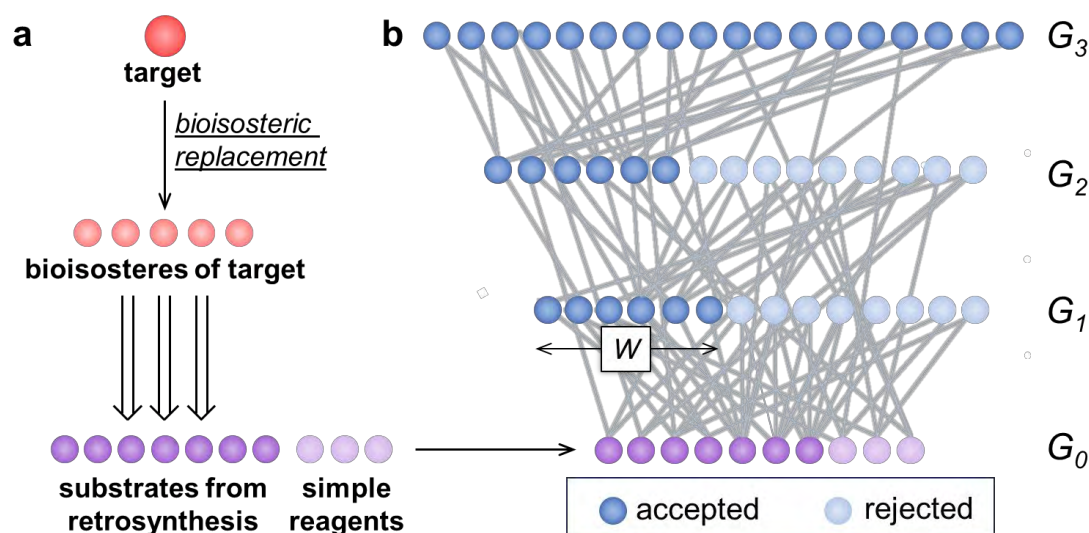 a
target
bioisosteric
replacement
bioisosteres of target
substrates from
retrosynthesis
simple
reagents
b
G3
G2
G1
W
G0
accepted
rejected